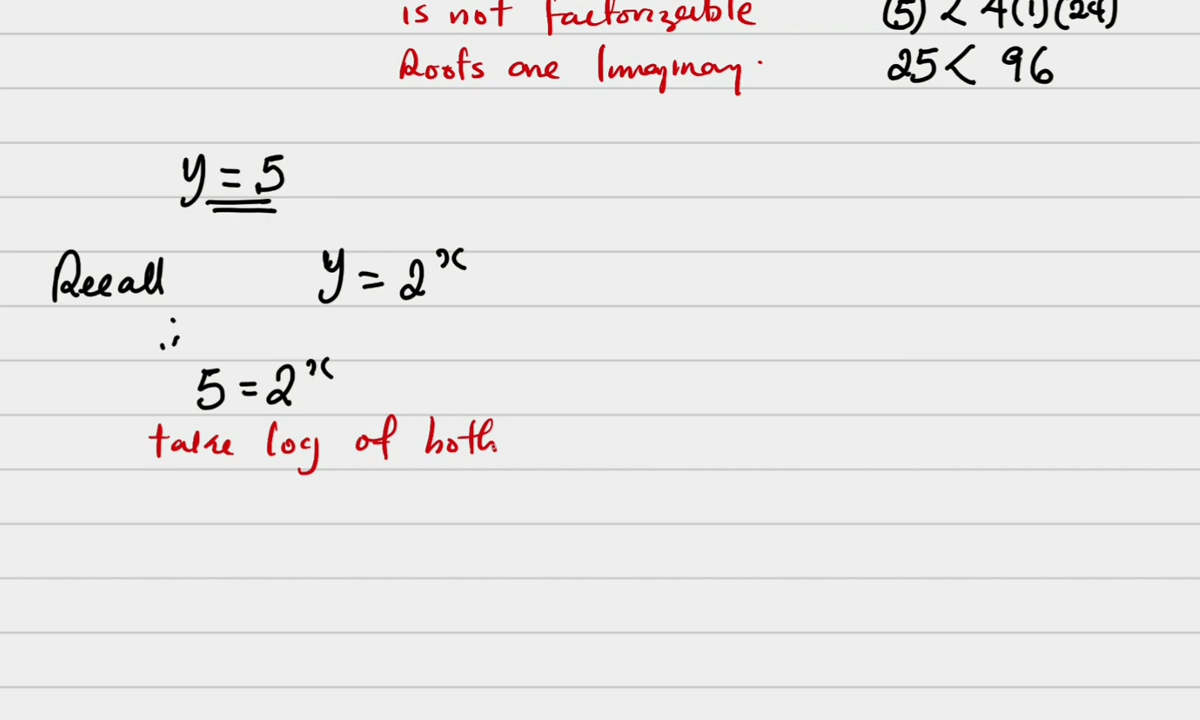 is not factorizeable
(5) < 4(1)(24)
Roots are Imaginary.
25 < 96
y = 5
Recall y = 2^x
∴
5 = 2^x
take log of both